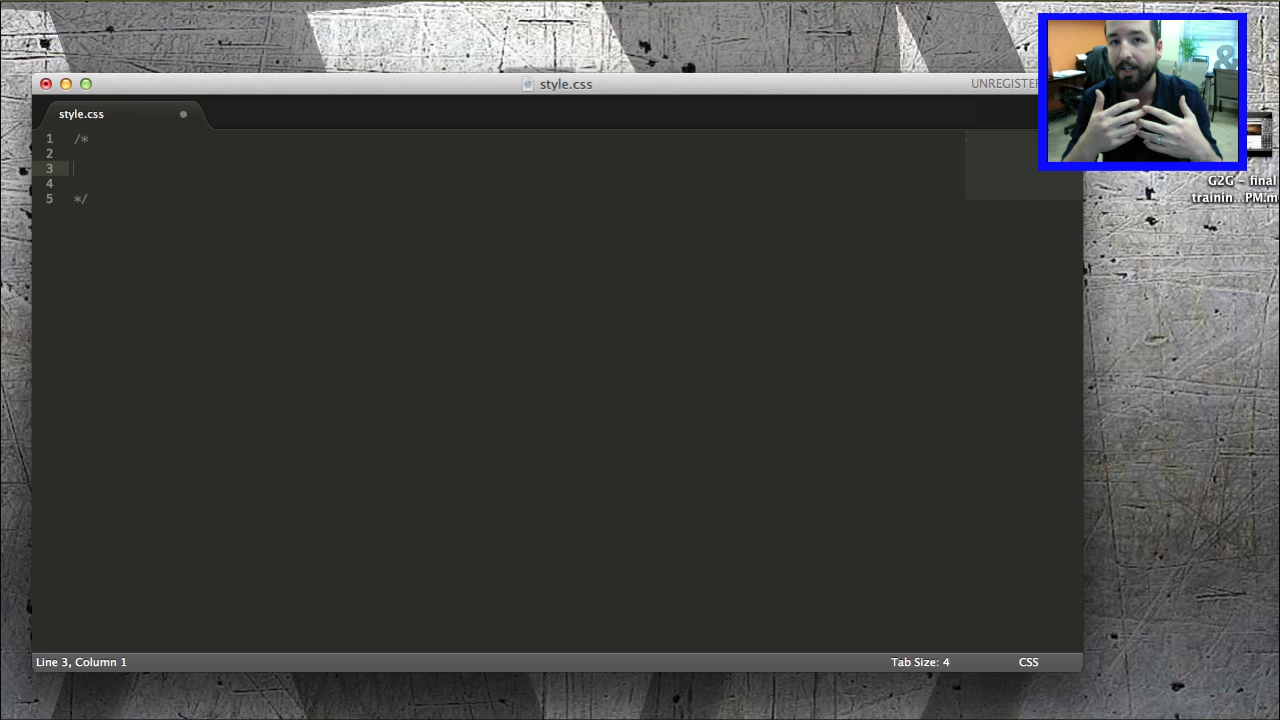 style.css
UNREGISTE
style.css
1 /*
2
3
4
5 */
&
G2G - final
trainin...PM.m
Line 3, Column 1
Tab Size: 4
CSS